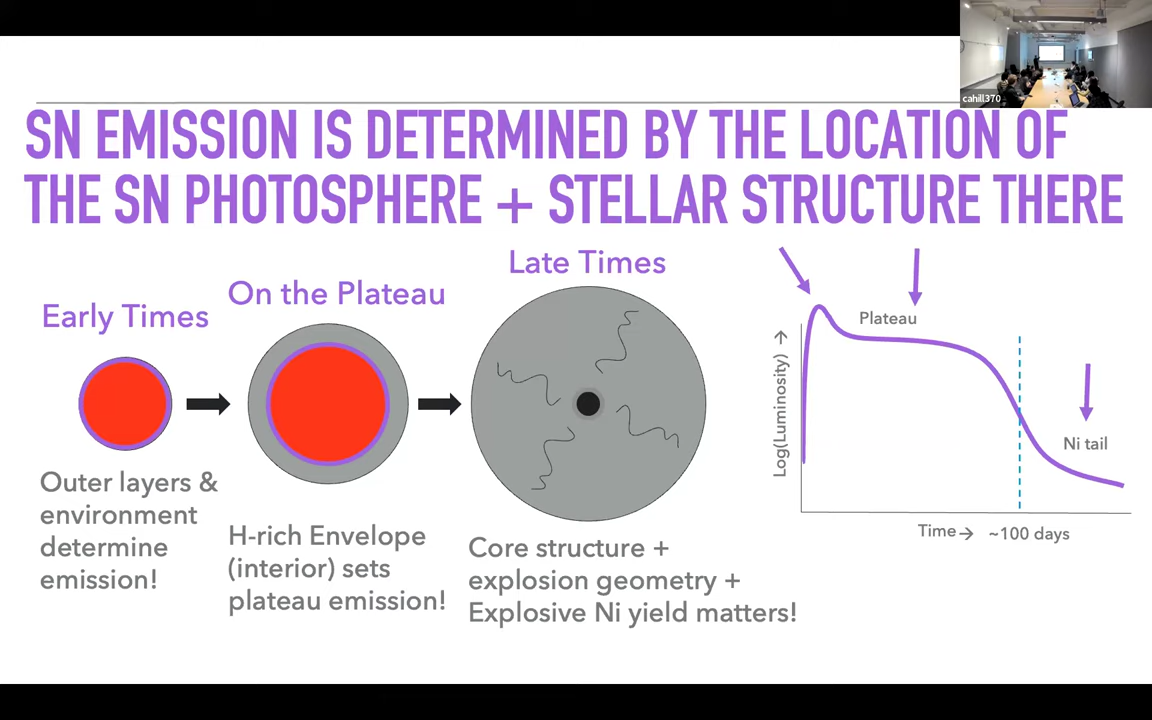 cahill370
SN EMISSION IS DETERMINED BY THE LOCATION OF
THE SN PHOTOSPHERE + STELLAR STRUCTURE THERE
Early Times
On the Plateau
Late Times
Outer layers &
environment
determine
emission!
H-rich Envelope
(interior) sets
plateau emission!
Core structure +
explosion geometry +
Explosive Ni yield matters!
Log(Luminosity) →
Plateau
Ni tail
Time→ ~100 days